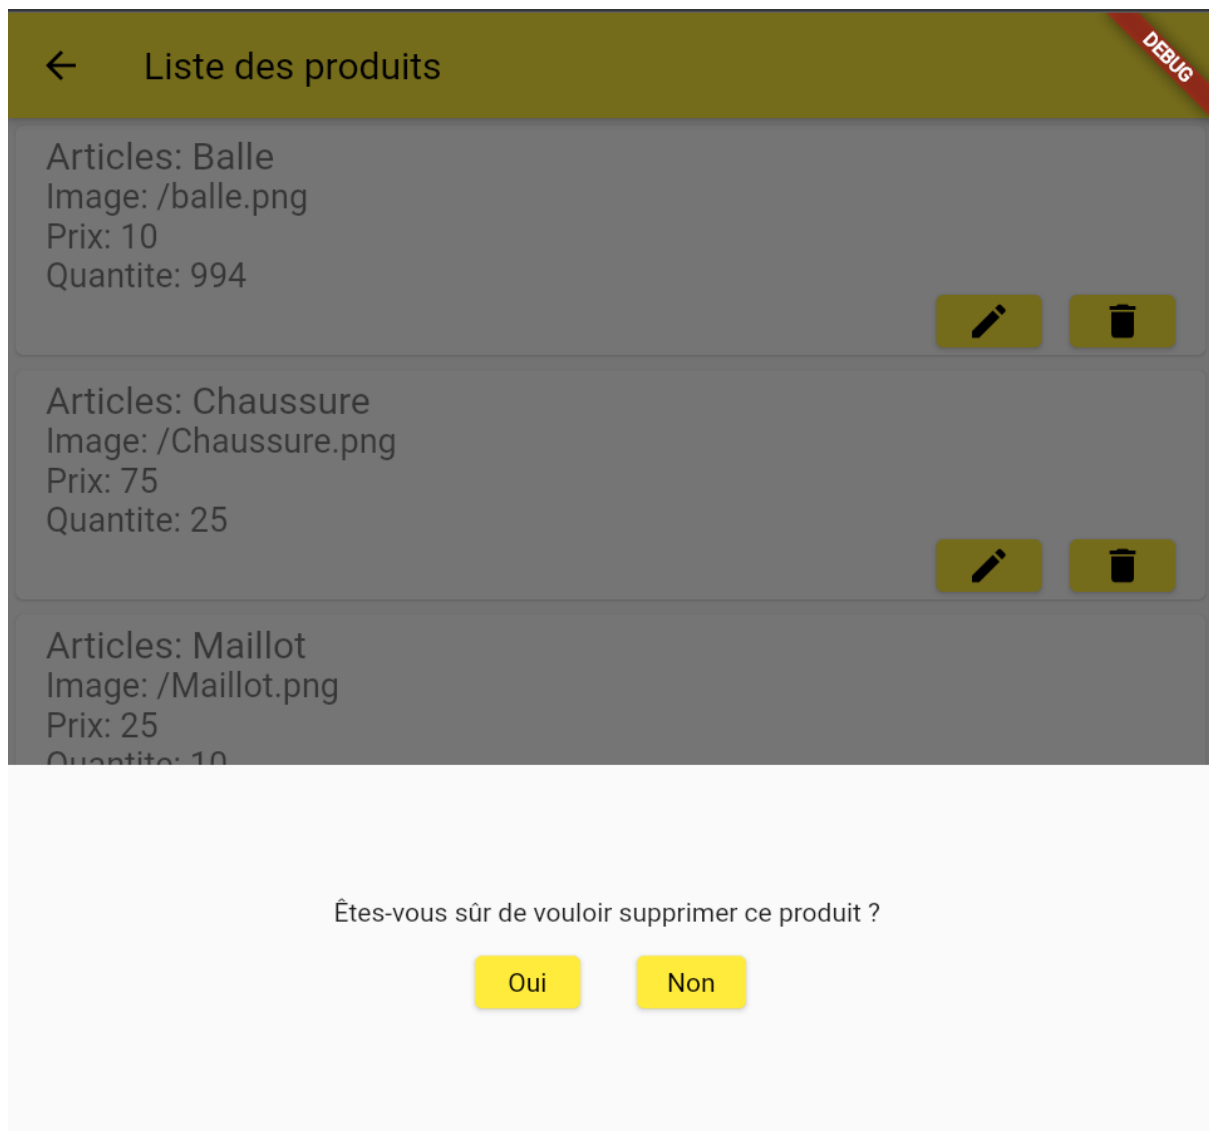 Liste des produits
DEBUG
Articles: Balle
Image: /balle.png
Prix: 10
Quantite: 994
Articles: Chaussure
Image: /Chaussure.png
Prix: 75
Quantite: 25
Articles: Maillot
Image: /Maillot.png
Prix: 25
Quantite: 10
Êtes-vous sûr de vouloir supprimer ce produit ?
Oui Non